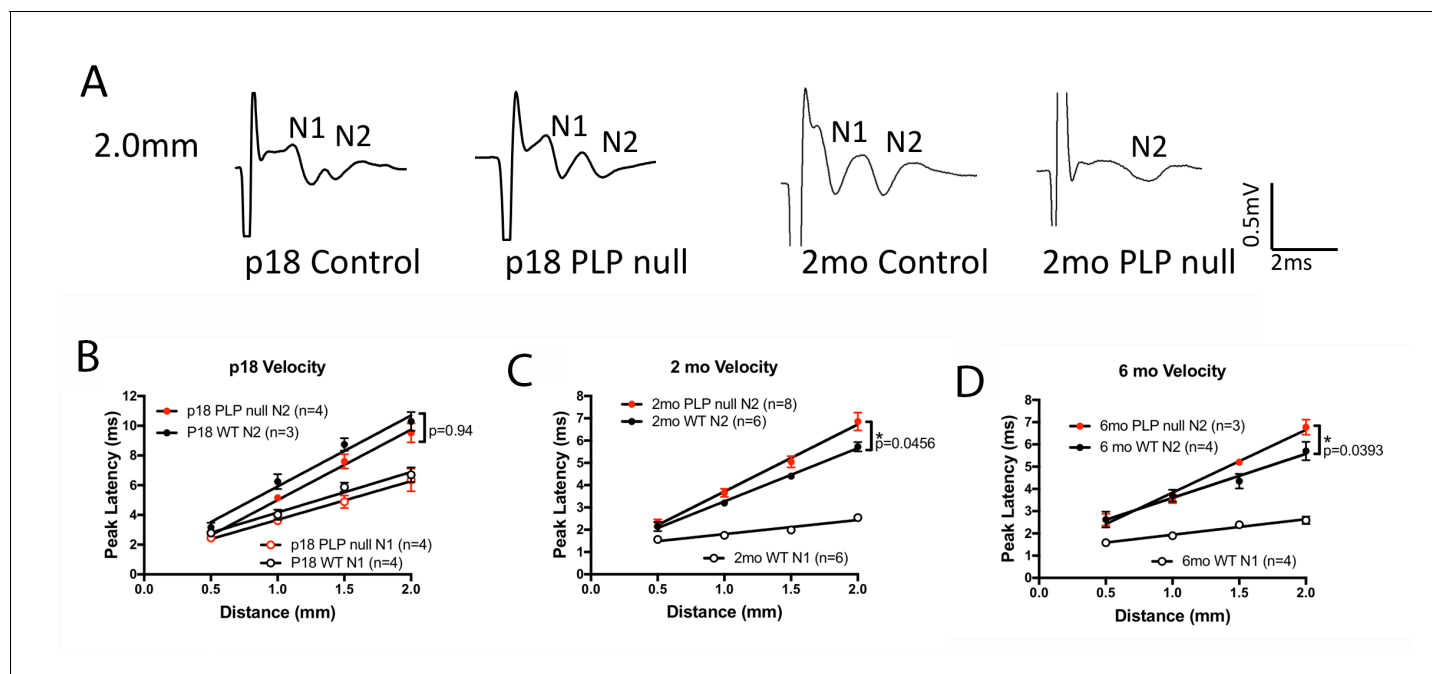 A
2.0mm
N1
N2
N1
N2
N1
N2
N2
p18 Control
p18 PLP null
2mo Control
2mo PLP null
0.5mV
2ms
B
p18 Velocity
Peak Latency (ms)
12
10
8
6
4
2
0
p18 PLP null N2 (n=4)
P18 WT N2 (n=3)
p=0.94
p18 PLP null N1 (n=4)
P18 WT N1 (n=4)
0.0 0.5 1.0 1.5 2.0
Distance (mm)
C
2 mo Velocity
Peak Latency (ms)
8
7
6
5
4
3
2
1
0
2mo PLP null N2 (n=8)
2mo WT N2 (n=6)
*
p=0.0456
2mo WT N1 (n=6)
0.0 0.5 1.0 1.5 2.0
Distance (mm)
D
6 mo Velocity
Peak Latency (ms)
8
7
6
5
4
3
2
1
0
6mo PLP null N2 (n=3)
6 mo WT N2 (n=4)
*
p=0.0393
6mo WT N1 (n=4)
0.0 0.5 1.0 1.5 2.0
Distance (mm)